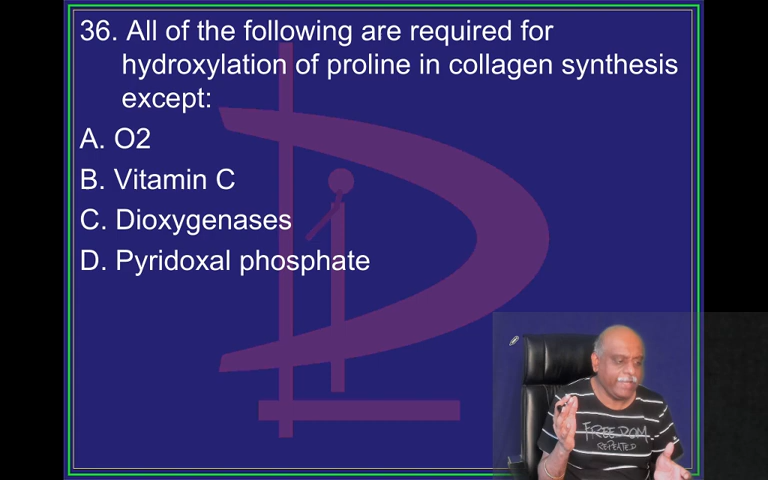 36. All of the following are required for
hydroxylation of proline in collagen synthesis
except:
A. O2
B. Vitamin C
C. Dioxygenases
D. Pyridoxal phosphate
FREEDOM
REPEATED